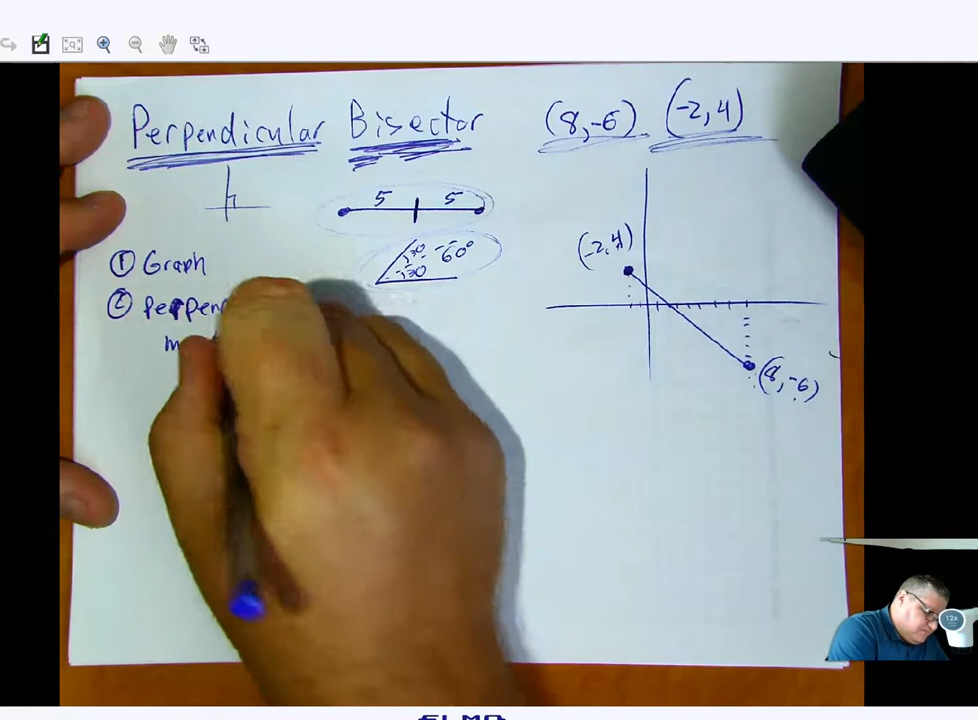 Perpendicular Bisector (8,-6) (-2,4)
5 5
30 60°
30
(-2,4)
① Graph
② Perpen
(8,-6)
12x